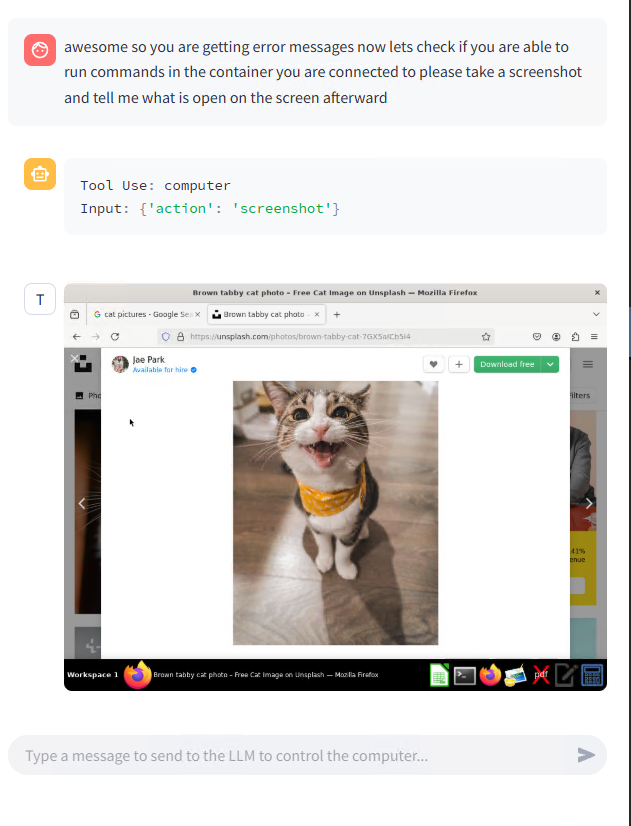 awesome so you are getting error messages now lets check if you are able to
run commands in the container you are connected to please take a screenshot
and tell me what is open on the screen afterward
Tool Use: computer
Input: {'action': 'screenshot'}
T
Brown tabby cat photo – Free Cat Image on Unsplash — Mozilla Firefox
cat pictures - Google Sea
Brown tabby cat photo –
https://unsplash.com/photos/brown-tabby-cat-7GX5aICb5i4
Jae Park
Available for hire
Download free
Pho
ilters
41%
enue
Workspace 1
Brown tabby cat photo – Free Cat Image on Unsplash — Mozilla Firefox
pdf
Type a message to send to the LLM to control the computer...